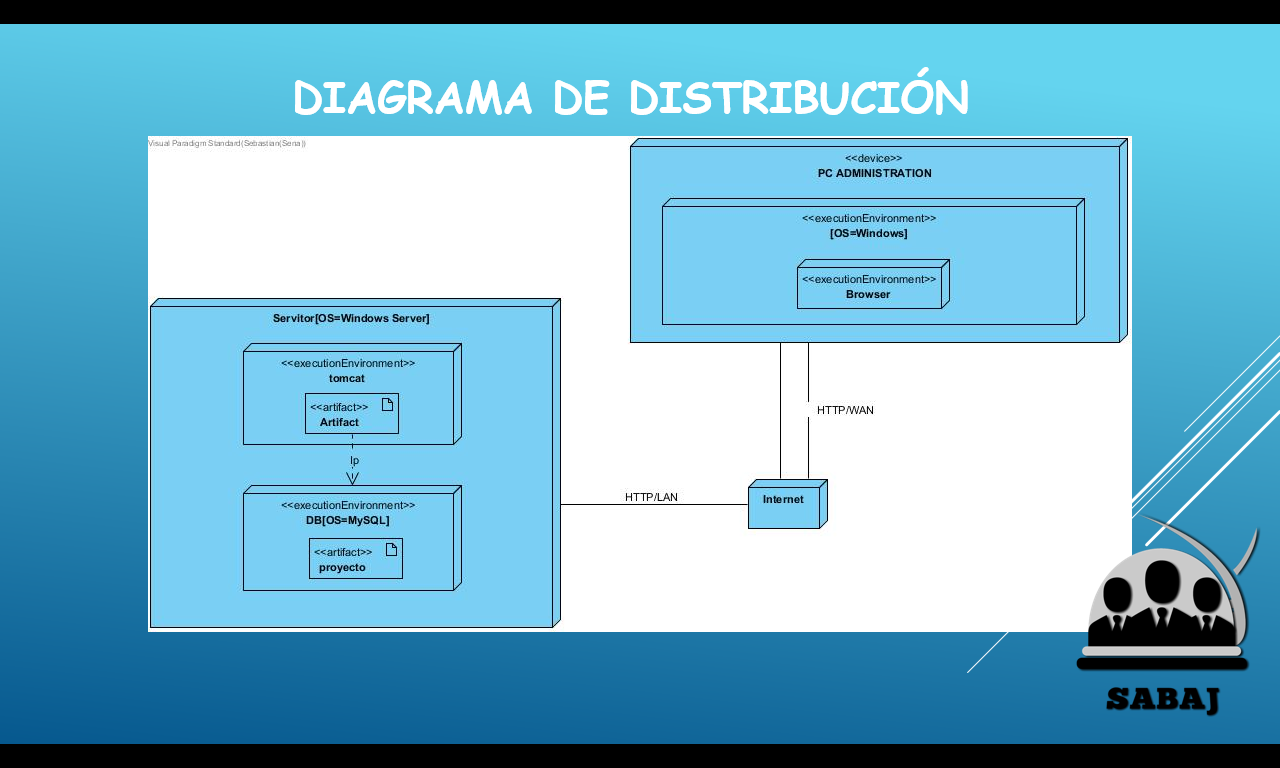 DIAGRAMA DE DISTRIBUCIÓN
Visual Paradigm Standard(Sebastian(Sena))
<<device>>
PC ADMINISTRATION
<<executionEnvironment>>
[OS=Windows]
<<executionEnvironment>>
Browser
Servitor[OS=Windows Server]
<<executionEnvironment>>
tomcat
<<artifact>>
Artifact
Ip
<<executionEnvironment>>
DB[OS=MySQL]
<<artifact>>
proyecto
HTTP/WAN
HTTP/LAN
Internet
SABAJ